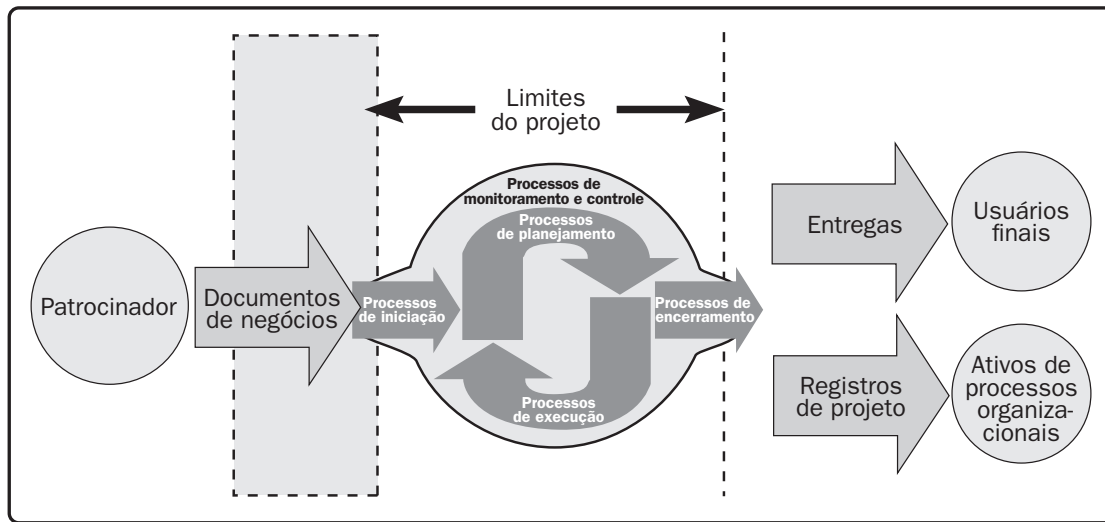 Limites
do projeto
Processos de
monitoramento e controle
Processos
de planejamento
Patrocinador
Documentos
de negócios
Processos
de iniciação
Processos de
encerramento
Processos
de execução
Entregas
Usuários
finais
Registros
de projeto
Ativos de
processos
organiza-
cionais